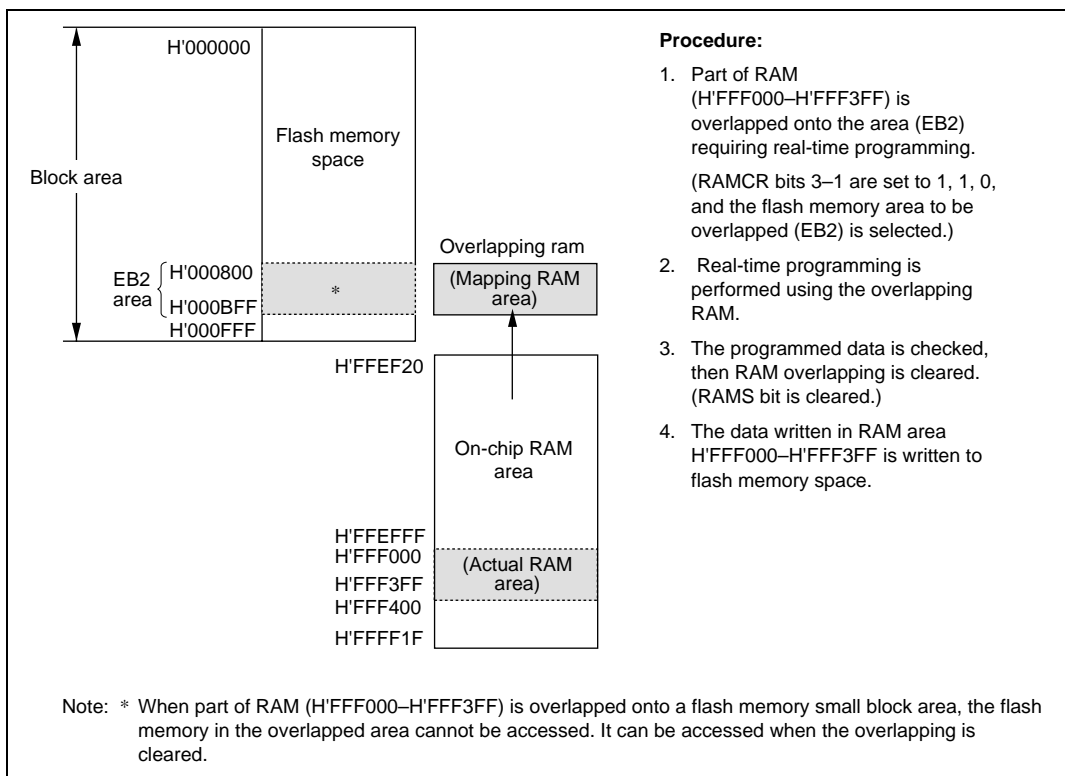 H'000000
Flash memory
space
Block area
EB2
area
H'000800
H'000BFF
H'000FFF
*
Overlapping ram
(Mapping RAM
area)
H'FFEF20
On-chip RAM
area
H'FFEFFF
H'FFF000
H'FFF3FF
H'FFF400
H'FFFF1F
(Actual RAM
area)
Procedure:
1. Part of RAM
(H'FFF000–H'FFF3FF) is
overlapped onto the area (EB2)
requiring real-time programming.
(RAMCR bits 3–1 are set to 1, 1, 0,
and the flash memory area to be
overlapped (EB2) is selected.)
2. Real-time programming is
performed using the overlapping
RAM.
3. The programmed data is checked,
then RAM overlapping is cleared.
(RAMS bit is cleared.)
4. The data written in RAM area
H'FFF000–H'FFF3FF is written to
flash memory space.
Note: * When part of RAM (H'FFF000–H'FFF3FF) is overlapped onto a flash memory small block area, the flash
memory in the overlapped area cannot be accessed. It can be accessed when the overlapping is
cleared.